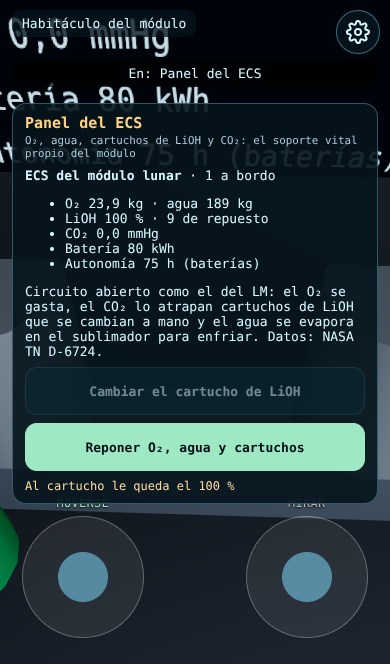 Habitáculo del módulo
0,0 mmHg
En: Panel del ECS
tería 80 kWh
75 h (baterías)
Panel del ECS
O₂, agua, cartuchos de LiOH y CO₂: el soporte vital
propio del módulo
ECS del módulo lunar · 1 a bordo
• O₂ 23,9 kg · agua 189 kg
• LiOH 100 % · 9 de repuesto
• CO₂ 0,0 mmHg
• Batería 80 kWh
• Autonomía 75 h (baterías)
Circuito abierto como el del LM: el O₂ se
gasta, el CO₂ lo atrapan cartuchos de LiOH
que se cambian a mano y el agua se evapora
en el sublimador para enfriar. Datos: NASA
TN D-6724.
Cambiar el cartucho de LiOH
Reponer O₂, agua y cartuchos
Al cartucho le queda el 100 %
MOVERSE
MIRAR